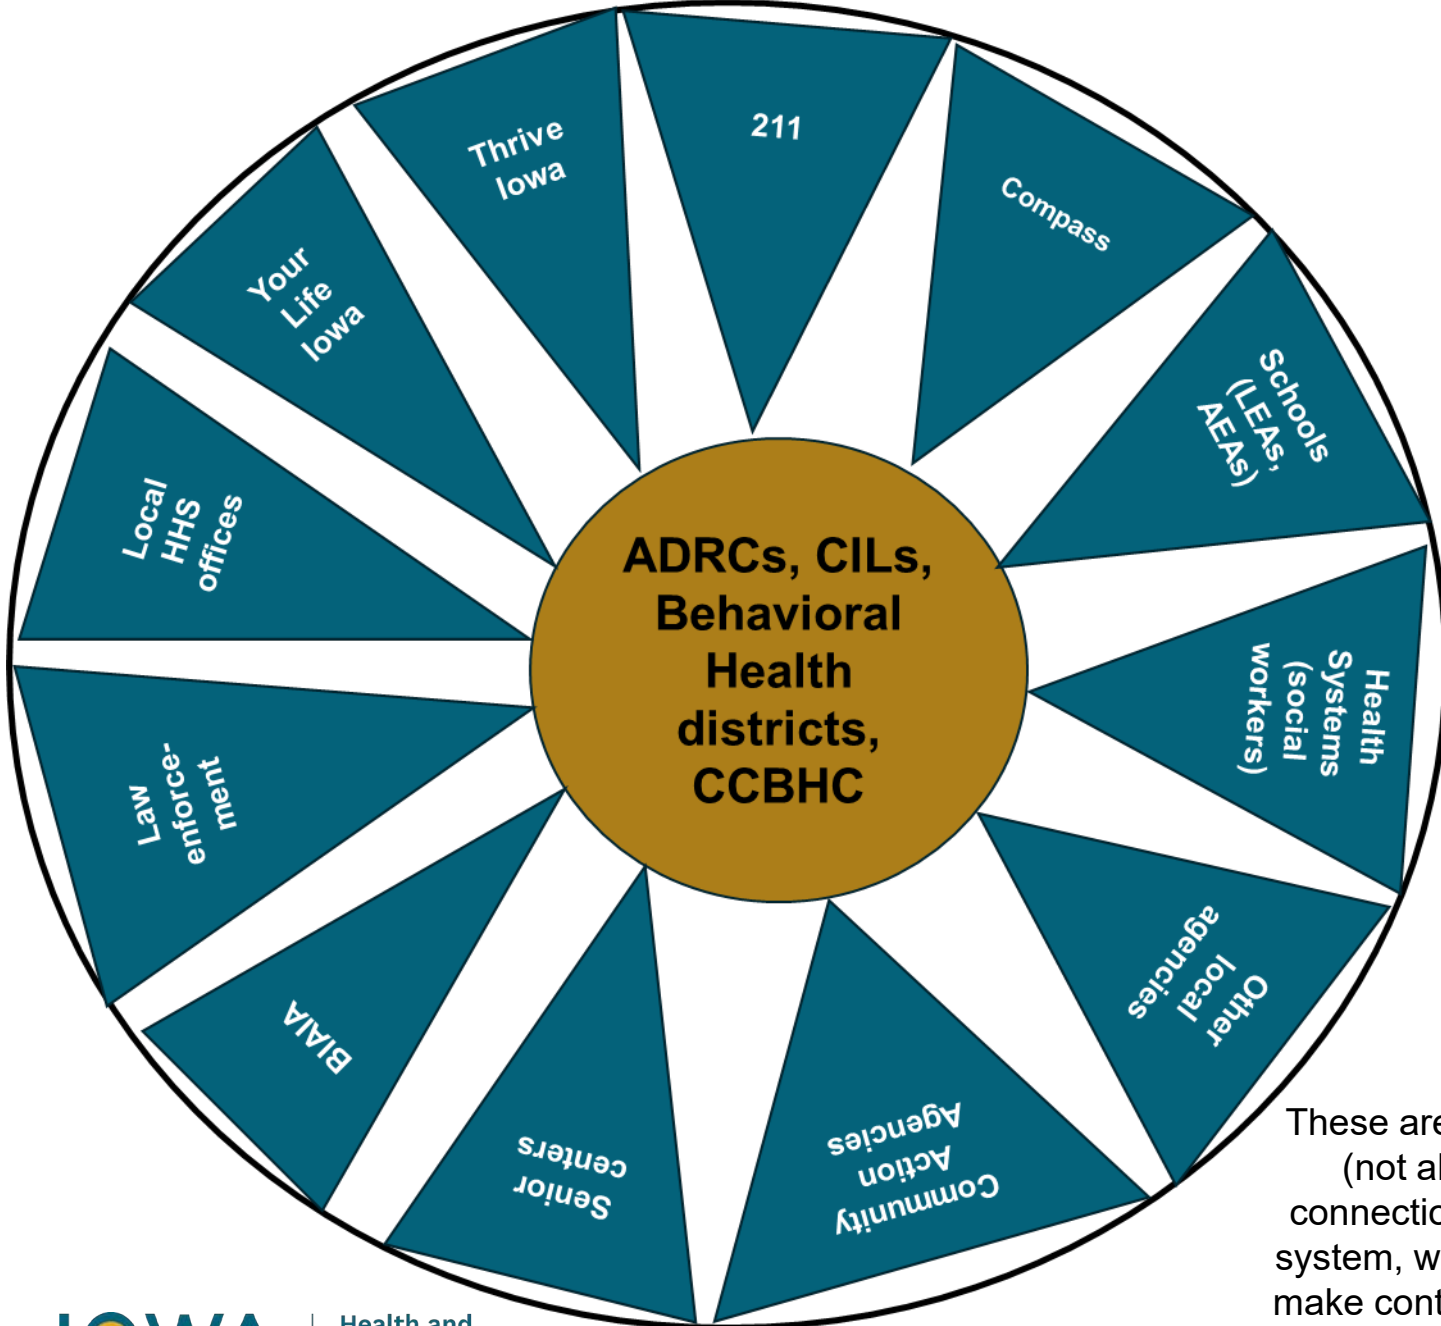 211
Compass
Schools
(LEAs,
AEAs)
Health
Systems
(social
workers)
Other
local
agencies
Community
Action
Agencies
Senior
centers
BIAIA
Law
enforce-
ment
Local
HHS
offices
Your
Life
Iowa
Thrive
Iowa
ADRCs, CILs,
Behavioral
Health
districts,
CCBHC
These are
(not al
connectio
system, w
make cont
IOWA
Health and